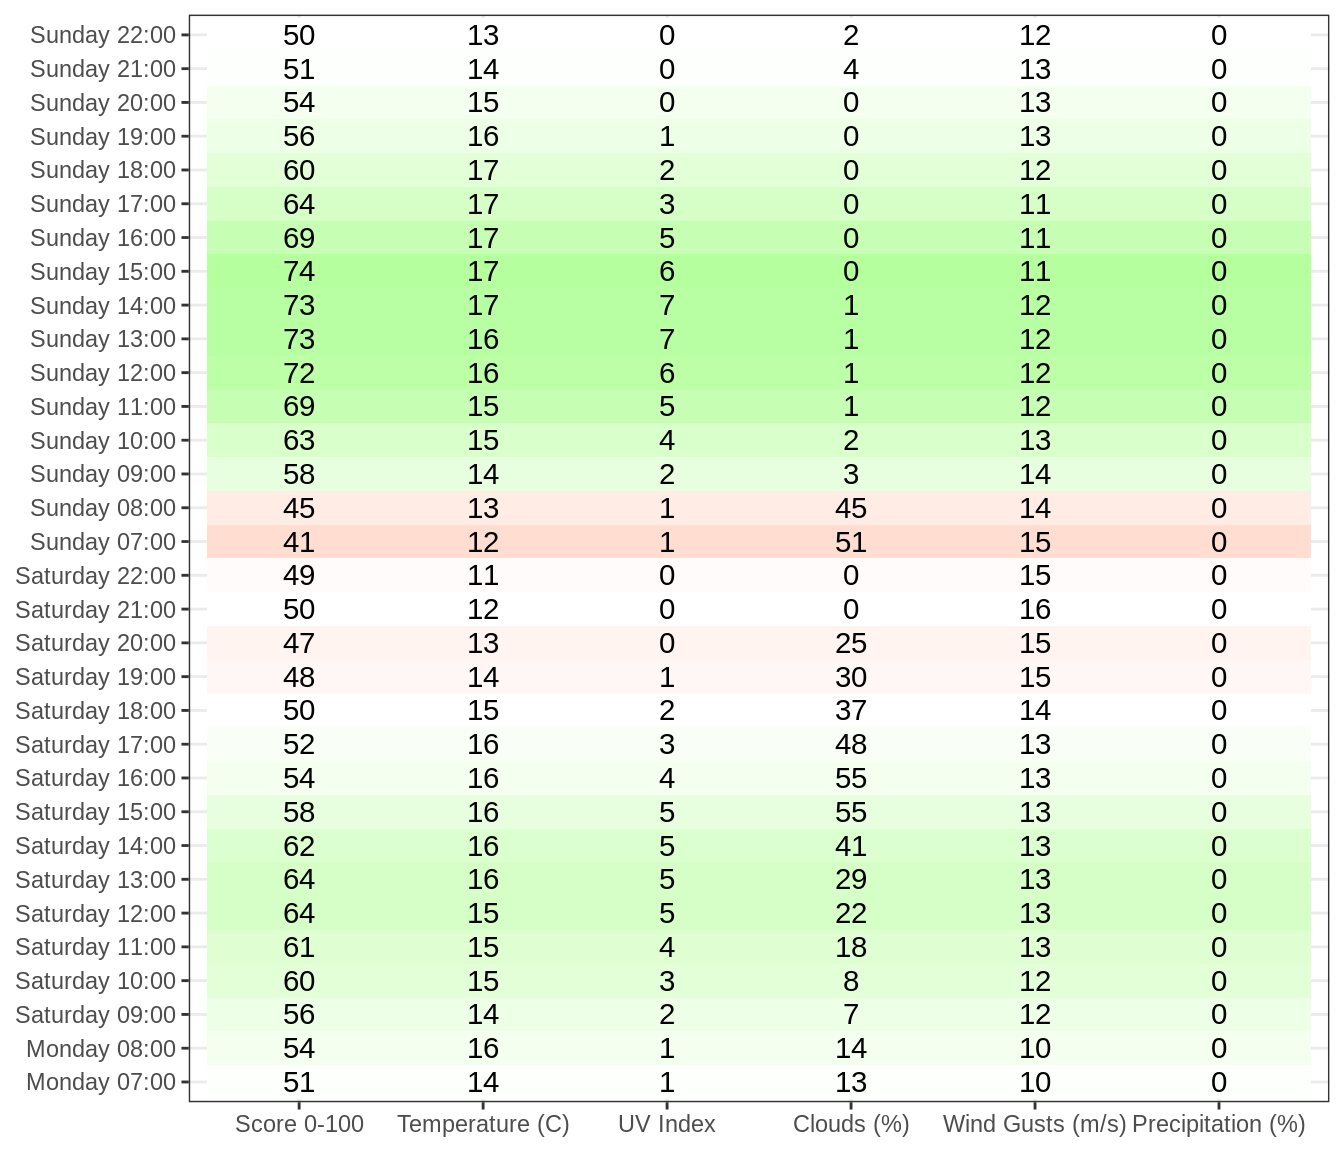 Sunday 22:00 50 13 0 2 12 0
Sunday 21:00 51 14 0 4 13 0
Sunday 20:00 54 15 0 0 13 0
Sunday 19:00 56 16 1 0 13 0
Sunday 18:00 60 17 2 0 12 0
Sunday 17:00 64 17 3 0 11 0
Sunday 16:00 69 17 5 0 11 0
Sunday 15:00 74 17 6 0 11 0
Sunday 14:00 73 17 7 1 12 0
Sunday 13:00 73 16 7 1 12 0
Sunday 12:00 72 16 6 1 12 0
Sunday 11:00 69 15 5 1 12 0
Sunday 10:00 63 15 4 2 13 0
Sunday 09:00 58 14 2 3 14 0
Sunday 08:00 45 13 1 45 14 0
Sunday 07:00 41 12 1 51 15 0
Saturday 22:00 49 11 0 0 15 0
Saturday 21:00 50 12 0 0 16 0
Saturday 20:00 47 13 0 25 15 0
Saturday 19:00 48 14 1 30 15 0
Saturday 18:00 50 15 2 37 14 0
Saturday 17:00 52 16 3 48 13 0
Saturday 16:00 54 16 4 55 13 0
Saturday 15:00 58 16 5 55 13 0
Saturday 14:00 62 16 5 41 13 0
Saturday 13:00 64 16 5 29 13 0
Saturday 12:00 64 15 5 22 13 0
Saturday 11:00 61 15 4 18 13 0
Saturday 10:00 60 15 3 8 12 0
Saturday 09:00 56 14 2 7 12 0
Monday 08:00 54 16 1 14 10 0
Monday 07:00 51 14 1 13 10 0
Score 0-100 Temperature (C) UV Index Clouds (%) Wind Gusts (m/s) Precipitation (%)